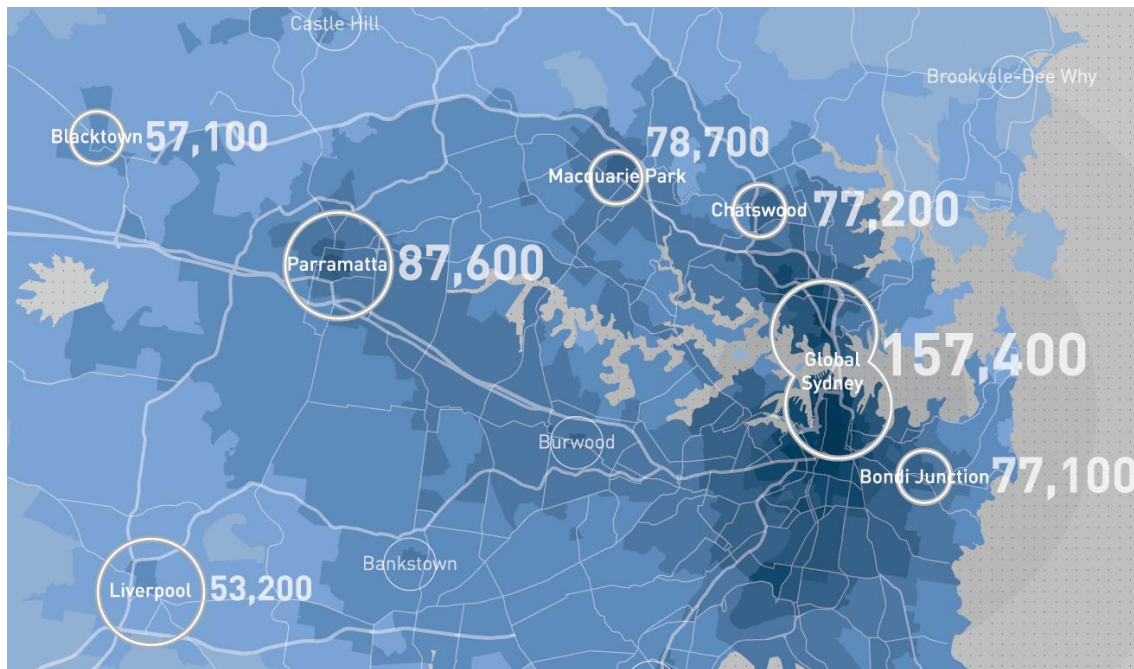 Castle Hill
Brookvale-Dee Why
Blacktown 57,100
78,700
Macquarie Park
Chatswood 77,200
Parramatta 87,600
Global
Sydney
157,400
Burwood
Bondi Junction 77,100
Bankstown
Liverpool 53,200